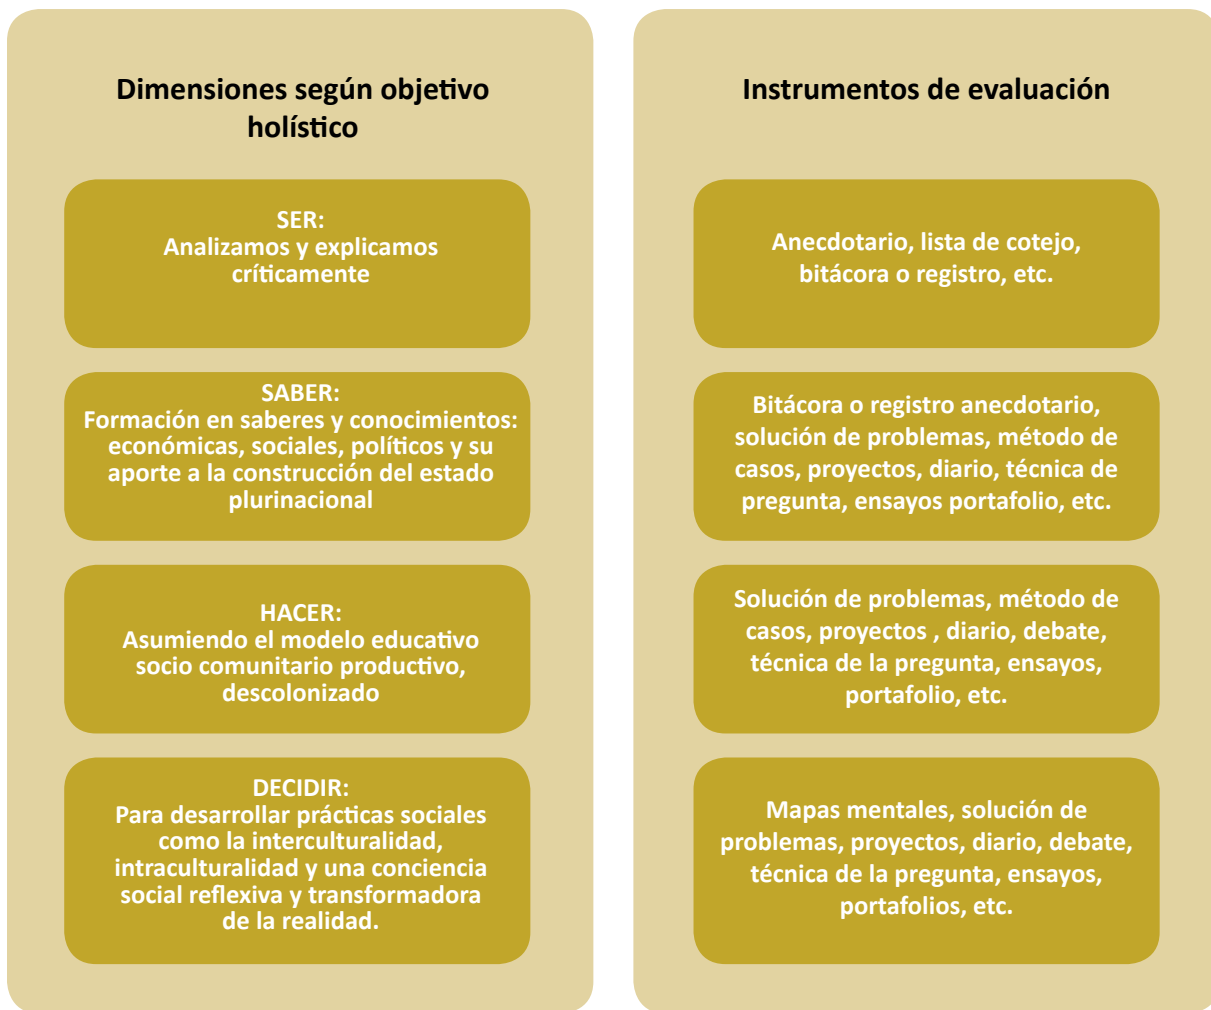 Dimensiones según objetivo
holístico
SER:
Analizamos y explicamos
críticamente
SABER:
Formación en saberes y conocimientos:
económicas, sociales, políticos y su
aporte a la construcción del estado
plurinacional
HACER:
Asumiendo el modelo educativo
socio comunitario productivo,
descolonizado
DECIDIR:
Para desarrollar prácticas sociales
como la interculturalidad,
intraculturalidad y una conciencia
social reflexiva y transformadora
de la realidad.
Instrumentos de evaluación
Anecdotario, lista de cotejo,
bitácora o registro, etc.
Bitácora o registro anecdotario,
solución de problemas, método de
casos, proyectos, diario, técnica de
pregunta, ensayos portafolio, etc.
Solución de problemas, método de
casos, proyectos , diario, debate,
técnica de la pregunta, ensayos,
portafolio, etc.
Mapas mentales, solución de
problemas, proyectos, diario, debate,
técnica de la pregunta, ensayos,
portafolios, etc.